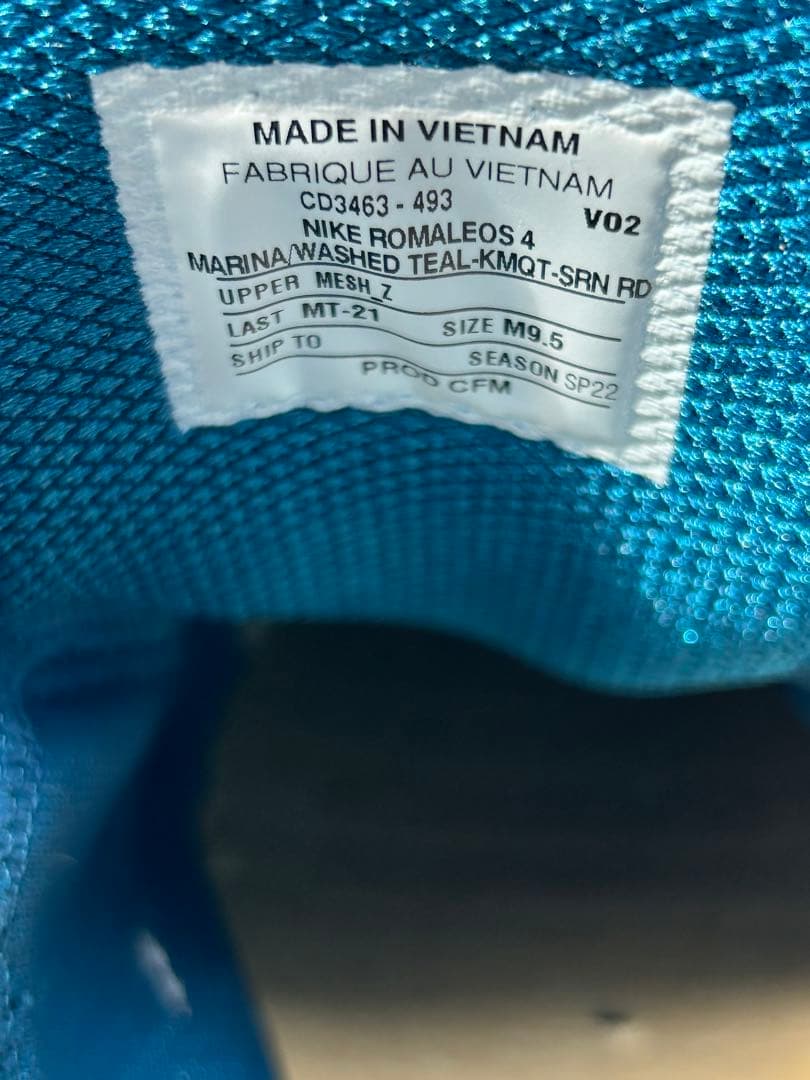 MADE IN VIETNAM
FABRIQUE AU VIETNAM
CD3463 - 493 V02
NIKE ROMALEOS 4
MARINA/WASHED TEAL-KMQT-SRN RD
UPPER MESH_Z
LAST MT-21 SIZE M9.5
SHIP TO SEASON SP22
PROD CFM